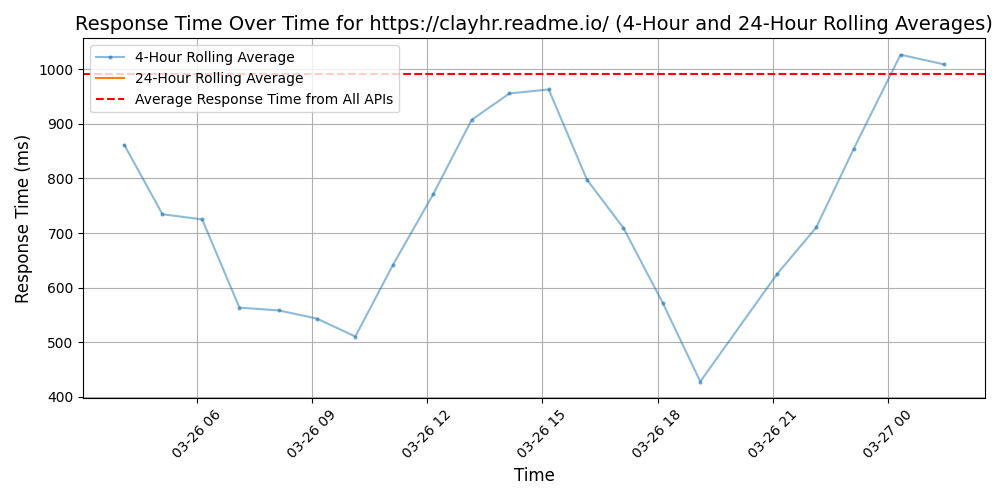 Response Time Over Time for https://clayhr.readme.io/ (4-Hour and 24-Hour Rolling Averages)
4-Hour Rolling Average
24-Hour Rolling Average
Average Response Time from All APIs
Response Time (ms)
1000
900
800
700
600
500
400
03-26 06
03-26 09
03-26 12
03-26 15
03-26 18
03-26 21
03-27 00
Time